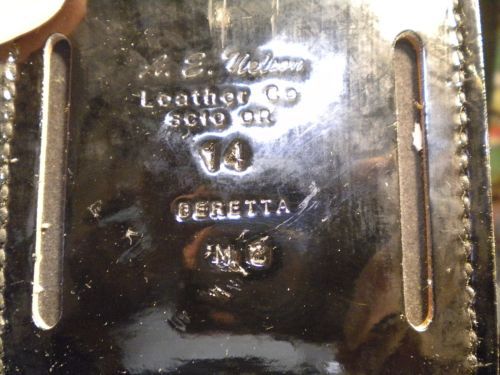 A. E. Nelson
Leather Co
SCIO OR
14
BERETTA